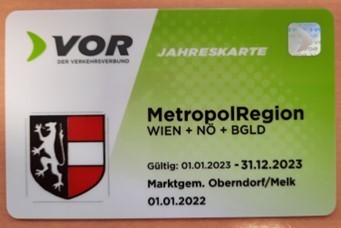 VOR
DER VERKEHRSVERBUND
JAHRESKARTE
MetropolRegion
WIEN + NÖ + BGLD
Gültig: 01.01.2023 - 31.12.2023
Marktgem. Oberndorf/Melk
01.01.2022